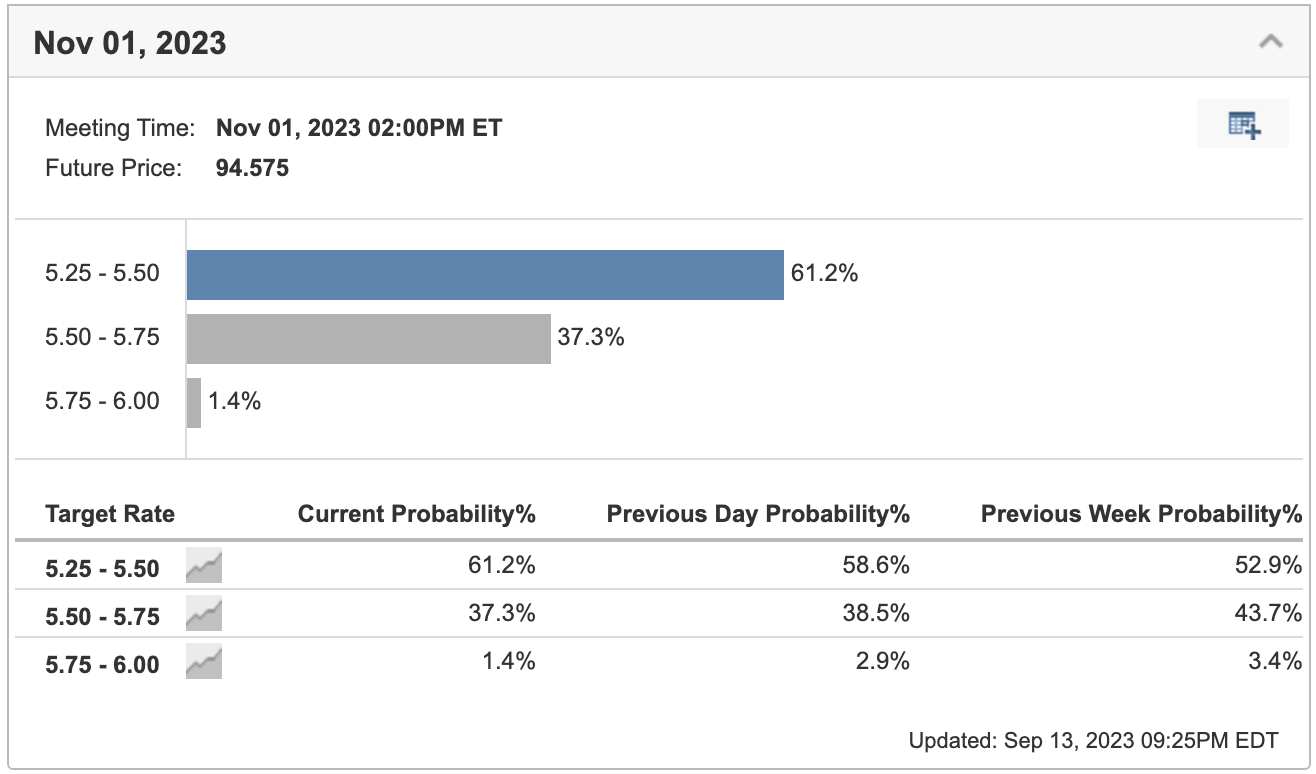 Nov 01, 2023
Meeting Time: Nov 01, 2023 02:00PM ET
Future Price: 94.575
5.25 - 5.50 61.2%
5.50 - 5.75 37.3%
5.75 - 6.00 1.4%
Target Rate Current Probability% Previous Day Probability% Previous Week Probability%
5.25 - 5.50 61.2% 58.6% 52.9%
5.50 - 5.75 37.3% 38.5% 43.7%
5.75 - 6.00 1.4% 2.9% 3.4%
Updated: Sep 13, 2023 09:25PM EDT